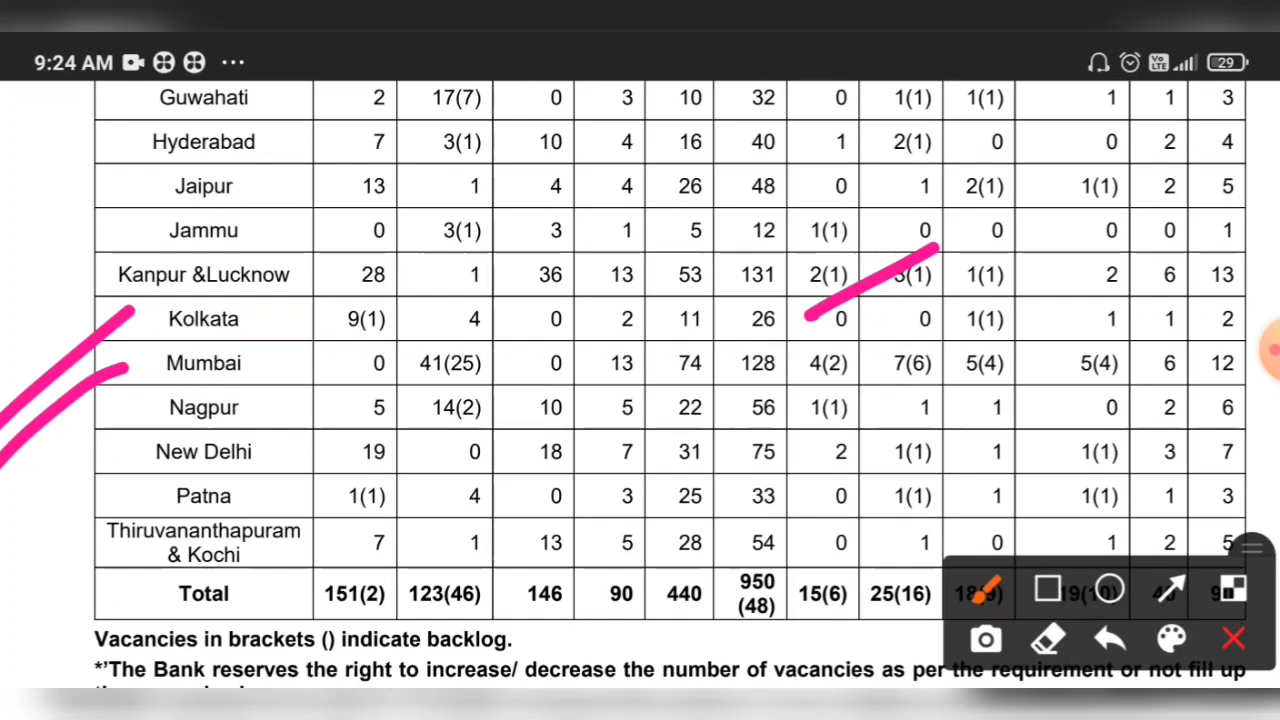 9:24 AM ... Vo LTE 29
Guwahati 2 17(7) 0 3 10 32 0 1(1) 1(1) 1 1 3
Hyderabad 7 3(1) 10 4 16 40 1 2(1) 0 0 2 4
Jaipur 13 1 4 4 26 48 0 1 2(1) 1(1) 2 5
Jammu 0 3(1) 3 1 5 12 1(1) 0 0 0 0 1
Kanpur &Lucknow 28 1 36 13 53 131 2(1) 3(1) 1(1) 2 6 13
Kolkata 9(1) 4 0 2 11 26 0 0 1(1) 1 1 2
Mumbai 0 41(25) 0 13 74 128 4(2) 7(6) 5(4) 5(4) 6 12
Nagpur 5 14(2) 10 5 22 56 1(1) 1 1 0 2 6
New Delhi 19 0 18 7 31 75 2 1(1) 1 1(1) 3 7
Patna 1(1) 4 0 3 25 33 0 1(1) 1 1(1) 1 3
Thiruvananthapuram
& Kochi 7 1 13 5 28 54 0 1 0 1 2 5
Total 151(2) 123(46) 146 90 440 950
(48) 15(6) 25(16)
Vacancies in brackets () indicate backlog.
*'The Bank reserves the right to increase/ decrease the number of vacancies as per the requirement or not fill up